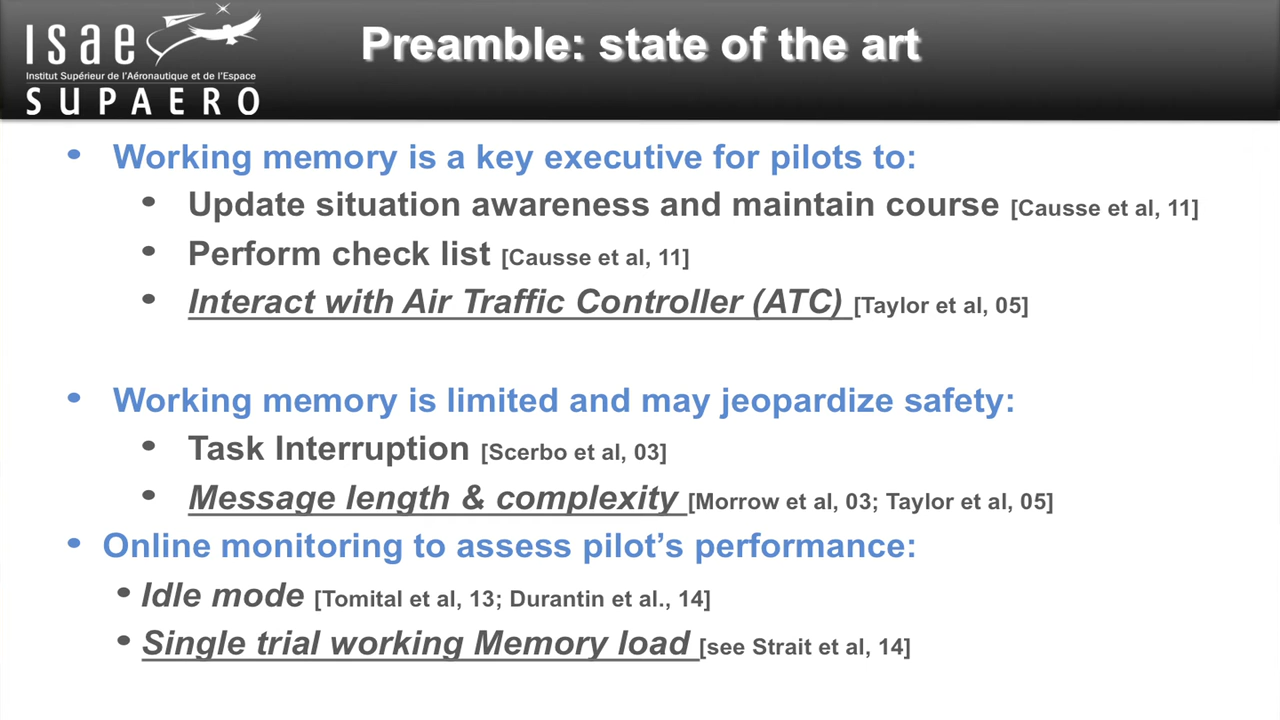 isae
Institut Supérieur de l'Aéronautique et de l'Espace
SUPAERO
Preamble: state of the art
• Working memory is a key executive for pilots to:
• Update situation awareness and maintain course [Causse et al, 11]
• Perform check list [Causse et al, 11]
• Interact with Air Traffic Controller (ATC) [Taylor et al, 05]
• Working memory is limited and may jeopardize safety:
• Task Interruption [Scerbo et al, 03]
• Message length & complexity [Morrow et al, 03; Taylor et al, 05]
• Online monitoring to assess pilot’s performance:
• Idle mode [Tomital et al, 13; Durantin et al., 14]
• Single trial working Memory load [see Strait et al, 14]